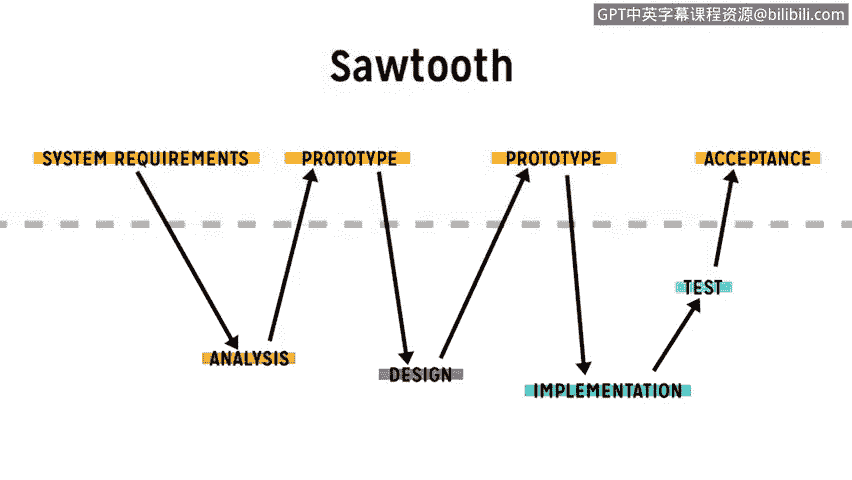 GPT中英字幕课程资源@bilibili.com
Sawtooth
SYSTEM REQUIREMENTS
PROTOTYPE
PROTOTYPE
ACCEPTANCE
TEST
ANALYSIS
DESIGN
IMPLEMENTATION